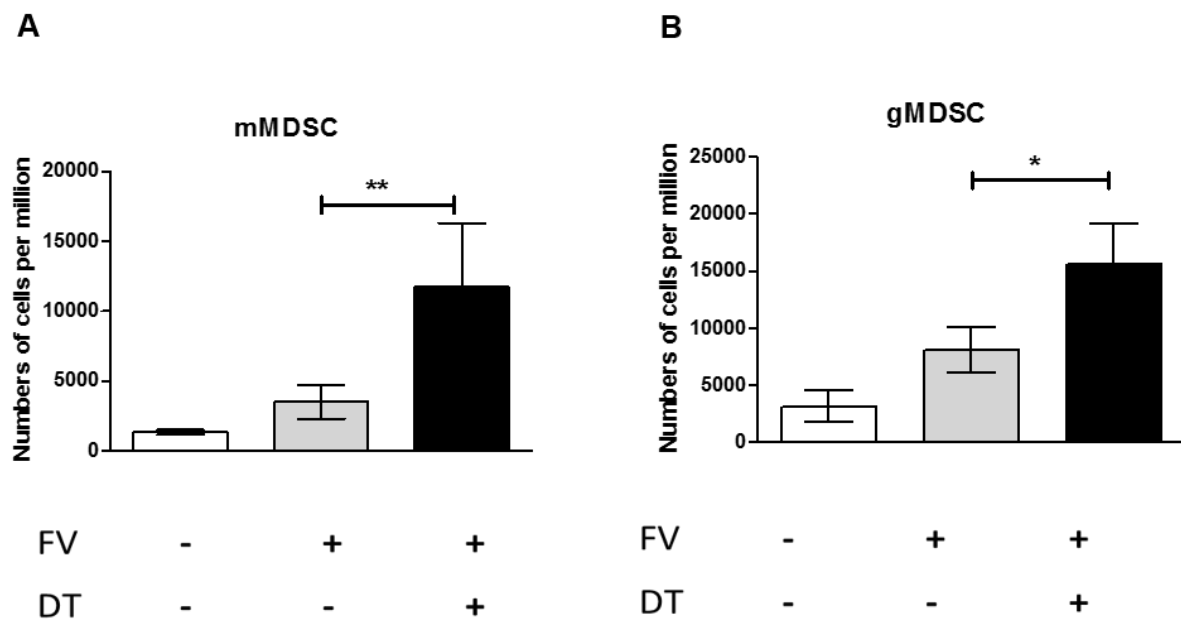 A
mMDSC
Numbers of cells per million
20000
15000
10000
5000
0
**
FV - + +
DT - - +
B
gMDSC
Numbers of cells per million
25000
20000
15000
10000
5000
0
*
FV - + +
DT - - +